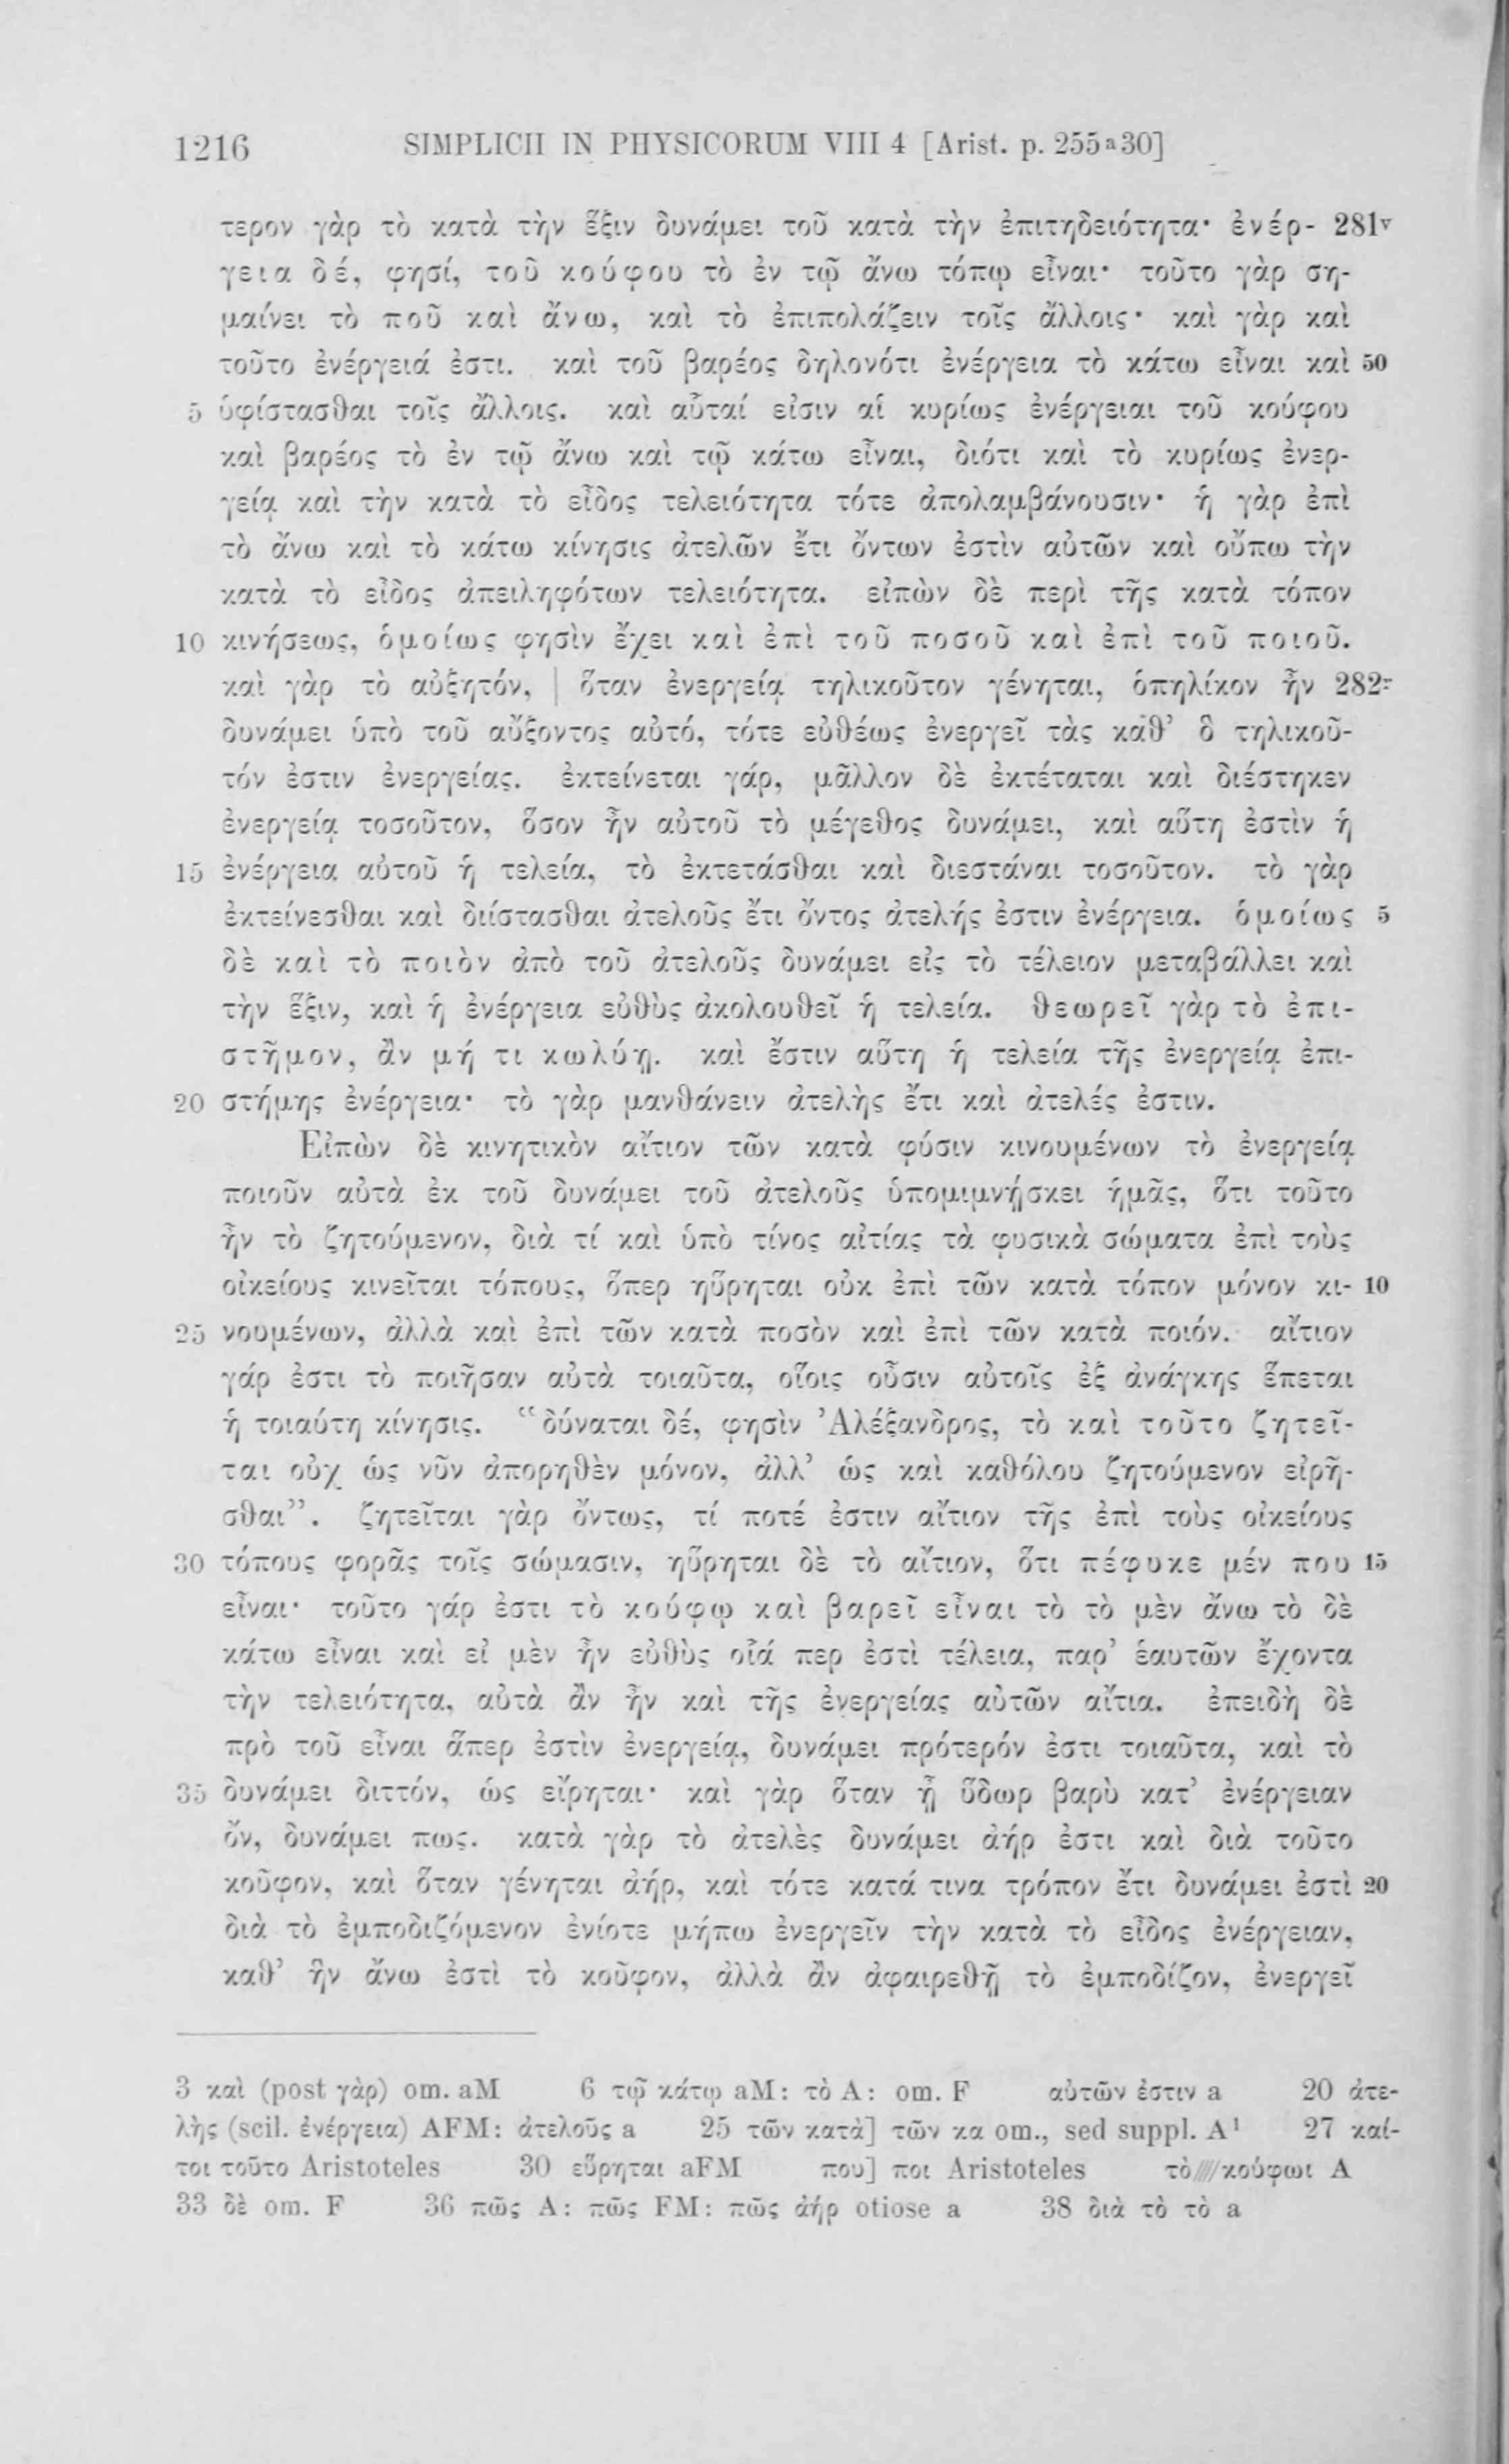 1216 SIMPLICII IN PHYSICORUM VIII 4 [Arist. p. 255a30]
τερον γὰρ τὸ κατὰ τὴν ἕξιν δυνάμει τοῦ κατὰ τὴν ἐπιτηδειότητα· ἐνέρ- 281v
γεια δέ, φησί, τοῦ κούφου τὸ ἐν τῷ ἄνω τόπῳ εἶναι· τοῦτο γὰρ ση-
μαίνει τὸ ποῦ καὶ ἄνω, καὶ τὸ ἐπιπολάζειν τοῖς ἄλλοις· καὶ γὰρ καὶ
τοῦτο ἐνέργειά ἐστι. καὶ τοῦ βαρέος δηλονότι ἐνέργεια τὸ κάτω εἶναι καὶ 50
5 ὑφίστασθαι τοῖς ἄλλοις. καὶ αὗταί εἰσιν αἱ κυρίως ἐνέργειαι τοῦ κούφου
καὶ βαρέος τὸ ἐν τῷ ἄνω καὶ τῷ κάτω εἶναι, διότι καὶ τὸ κυρίως ἐνερ-
γείᾳ καὶ τὴν κατὰ τὸ εἶδος τελειότητα τότε ἀπολαμβάνουσιν· ἡ γὰρ ἐπὶ
τὸ ἄνω καὶ τὸ κάτω κίνησις ἀτελῶν ἔτι ὄντων ἐστὶν αὐτῶν καὶ οὔπω τὴν
κατὰ τὸ εἶδος ἀπειληφότων τελειότητα. εἰπὼν δὲ περὶ τῆς κατὰ τόπον
10 κινήσεως, ὁμοίως φησὶν ἔχει καὶ ἐπὶ τοῦ ποσοῦ καὶ ἐπὶ τοῦ ποιοῦ.
καὶ γὰρ τὸ αὐξητόν, | ὅταν ἐνεργείᾳ τηλικοῦτον γένηται, ὁπηλίκον ἦν 282r
δυνάμει ὑπὸ τοῦ αὔξοντος αὐτό, τότε εὐθέως ἐνεργεῖ τὰς καθ’ ὃ τηλικοῦ-
τόν ἐστιν ἐνεργείας. ἐκτείνεται γάρ, μᾶλλον δὲ ἐκτέταται καὶ διέστηκεν
ἐνεργείᾳ τοσοῦτον, ὅσον ἦν αὐτοῦ τὸ μέγεθος δυνάμει, καὶ αὕτη ἐστὶν ἡ
15 ἐνέργεια αὐτοῦ ἡ τελεία, τὸ ἐκτετάσθαι καὶ διεστάναι τοσοῦτον. τὸ γὰρ
ἐκτείνεσθαι καὶ διίστασθαι ἀτελοῦς ἔτι ὄντος ἀτελής ἐστιν ἐνέργεια. ὁμοίως 5
δὲ καὶ τὸ ποιὸν ἀπὸ τοῦ ἀτελοῦς δυνάμει εἰς τὸ τέλειον μεταβάλλει καὶ
τὴν ἕξιν, καὶ ἡ ἐνέργεια εὐθὺς ἀκολουθεῖ ἡ τελεία. θεωρεῖ γὰρ τὸ ἐπι-
στῆμον, ἂν μή τι κωλύῃ. καὶ ἔστιν αὕτη ἡ τελεία τῆς ἐνεργείᾳ ἐπι-
20 στήμης ἐνέργεια· τὸ γὰρ μανθάνειν ἀτελὴς ἔτι καὶ ἀτελές ἐστιν.
Εἰπὼν δὲ κινητικὸν αἴτιον τῶν κατὰ φύσιν κινουμένων τὸ ἐνεργείᾳ
ποιοῦν αὐτὰ ἐκ τοῦ δυνάμει τοῦ ἀτελοῦς ὑπομιμνήσκει ἡμᾶς, ὅτι τοῦτο
ἦν τὸ ζητούμενον, διὰ τί καὶ ὑπὸ τίνος αἰτίας τὰ φυσικὰ σώματα ἐπὶ τοὺς
οἰκείους κινεῖται τόπους, ὅπερ ηὕρηται οὐκ ἐπὶ τῶν κατὰ τόπον μόνον κι- 10
25 νουμένων, ἀλλὰ καὶ ἐπὶ τῶν κατὰ ποσὸν καὶ ἐπὶ τῶν κατὰ ποιόν. αἴτιον
γάρ ἐστι τὸ ποιῆσαν αὐτὰ τοιαῦτα, οἵοις οὖσιν αὐτοῖς ἐξ ἀνάγκης ἕπεται
ἡ τοιαύτη κίνησις. “δύναται δέ, φησὶν Ἀλέξανδρος, τὸ καὶ τοῦτο ζητεῖ-
ται οὐχ ὡς νῦν ἀπορηθὲν μόνον, ἀλλ’ ὡς καὶ καθόλου ζητούμενον εἰρῆ-
σθαι”. ζητεῖται γὰρ ὄντως, τί ποτέ ἐστιν αἴτιον τῆς ἐπὶ τοὺς οἰκείους
30 τόπους φορᾶς τοῖς σώμασιν, ηὕρηται δὲ τὸ αἴτιον, ὅτι πέφυκε μέν που 15
εἶναι· τοῦτο γάρ ἐστι τὸ κούφῳ καὶ βαρεῖ εἶναι τὸ τὸ μὲν ἄνω τὸ δὲ
κάτω εἶναι καὶ εἰ μὲν ἦν εὐθὺς οἷά περ ἐστὶ τέλεια, παρ’ ἑαυτῶν ἔχοντα
τὴν τελειότητα, αὐτὰ ἂν ἦν καὶ τῆς ἐνεργείας αὐτῶν αἴτια. ἐπειδὴ δὲ
πρὸ τοῦ εἶναι ἅπερ ἐστὶν ἐνεργείᾳ, δυνάμει πρότερόν ἐστι τοιαῦτα, καὶ τὸ
35 δυνάμει διττόν, ὡς εἴρηται· καὶ γὰρ ὅταν ᾖ ὕδωρ βαρὺ κατ’ ἐνέργειαν
ὄν, δυνάμει πως. κατὰ γὰρ τὸ ἀτελὲς δυνάμει ἀήρ ἐστι καὶ διὰ τοῦτο
κοῦφον, καὶ ὅταν γένηται ἀήρ, καὶ τότε κατά τινα τρόπον ἔτι δυνάμει ἐστὶ 20
διὰ τὸ ἐμποδιζόμενον ἐνίοτε μήπω ἐνεργεῖν τὴν κατὰ τὸ εἶδος ἐνέργειαν,
καθ’ ἣν ἄνω ἐστὶ τὸ κοῦφον, ἀλλὰ ἂν ἀφαιρεθῇ τὸ ἐμποδίζον, ἐνεργεῖ
3 καὶ (post γὰρ) om. aM 6 τῷ κάτω aM: τὸ A: om. F αὐτῶν ἐστιν a 20 ἀτε-
λὴς (scil. ἐνέργεια) AFM: ἀτελοῦς a 25 τῶν κατὰ] τῶν κα om., sed suppl. A¹ 27 καί-
τοι τοῦτο Aristoteles 30 εὕρηται aFM που] ποι Aristoteles τὸ////κούφωι A
33 δὲ om. F 36 πῶς A: πῶς FM: πῶς ἀήρ otiose a 38 διὰ τὸ τὸ a